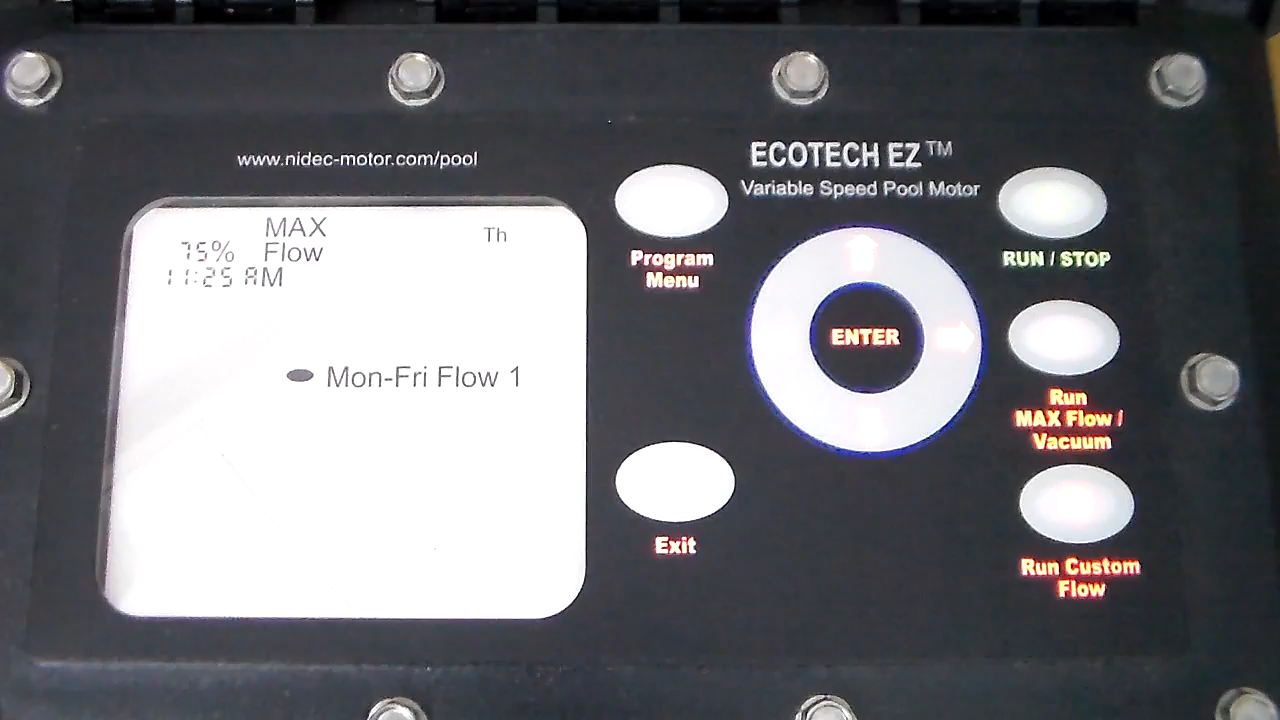 www.nidec-motor.com/pool
ECOTECH EZ™
Variable Speed Pool Motor
MAX
75% Flow
Th
11:25 AM
Mon-Fri Flow 1
Program
Menu
Exit
ENTER
RUN / STOP
Run
MAX Flow /
Vacuum
Run Custom
Flow